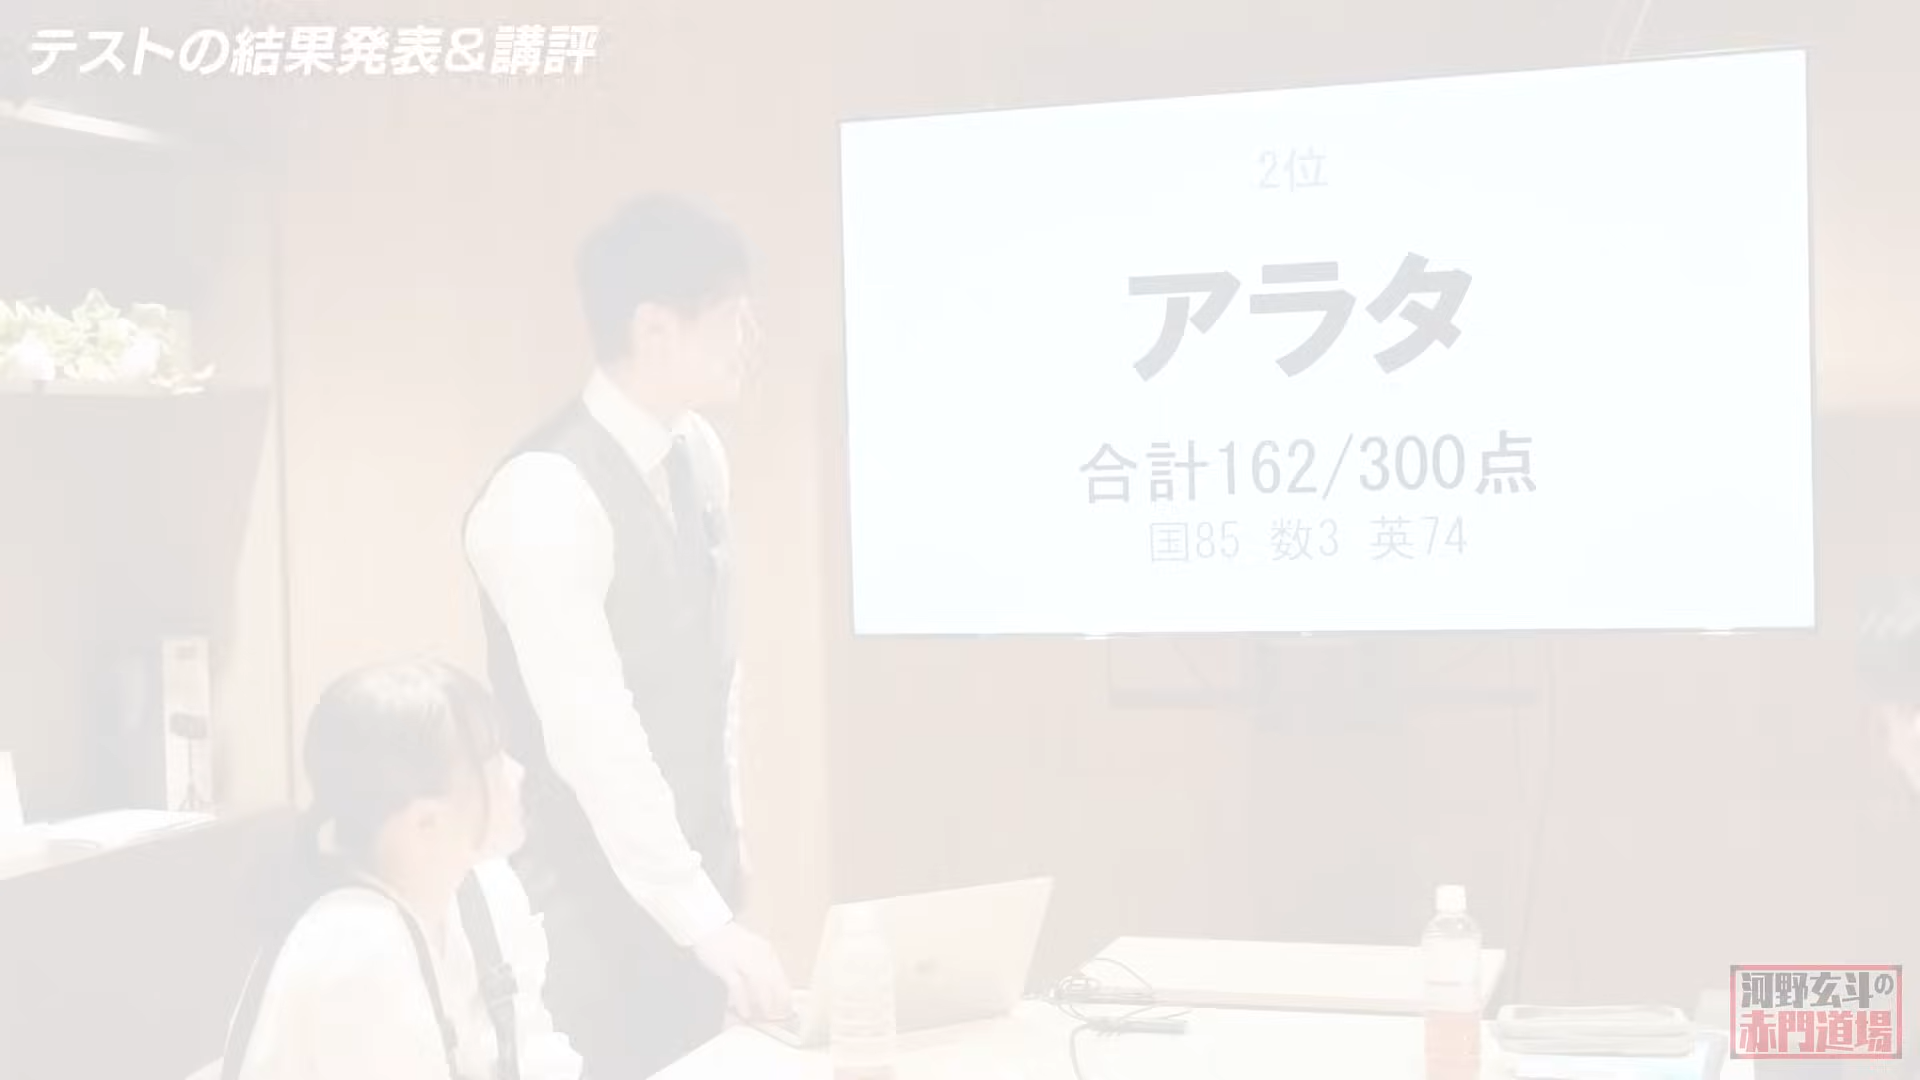 テストの結果発表&講評
2位
アラタ
合計162/300点
国85 数3 英74
河野玄斗の
赤門道場